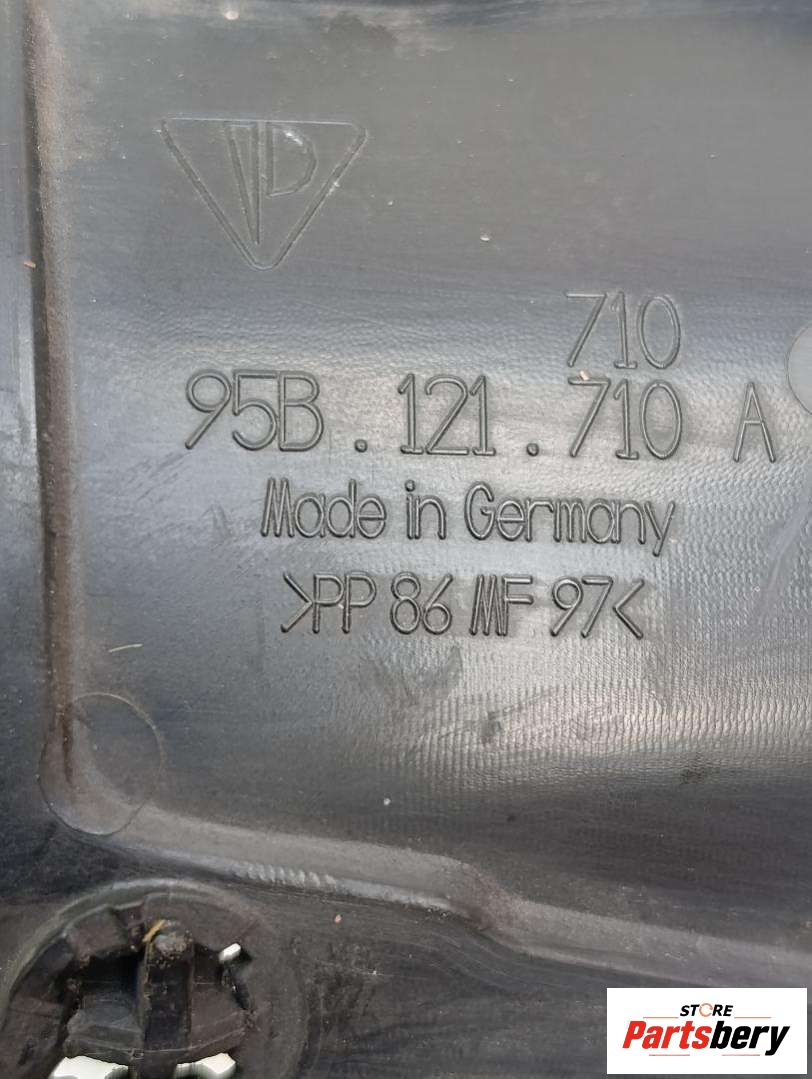 710
95B . 121 . 710 A
Made in Germany
>PP 86 MF 97<
STORE
Partsbery